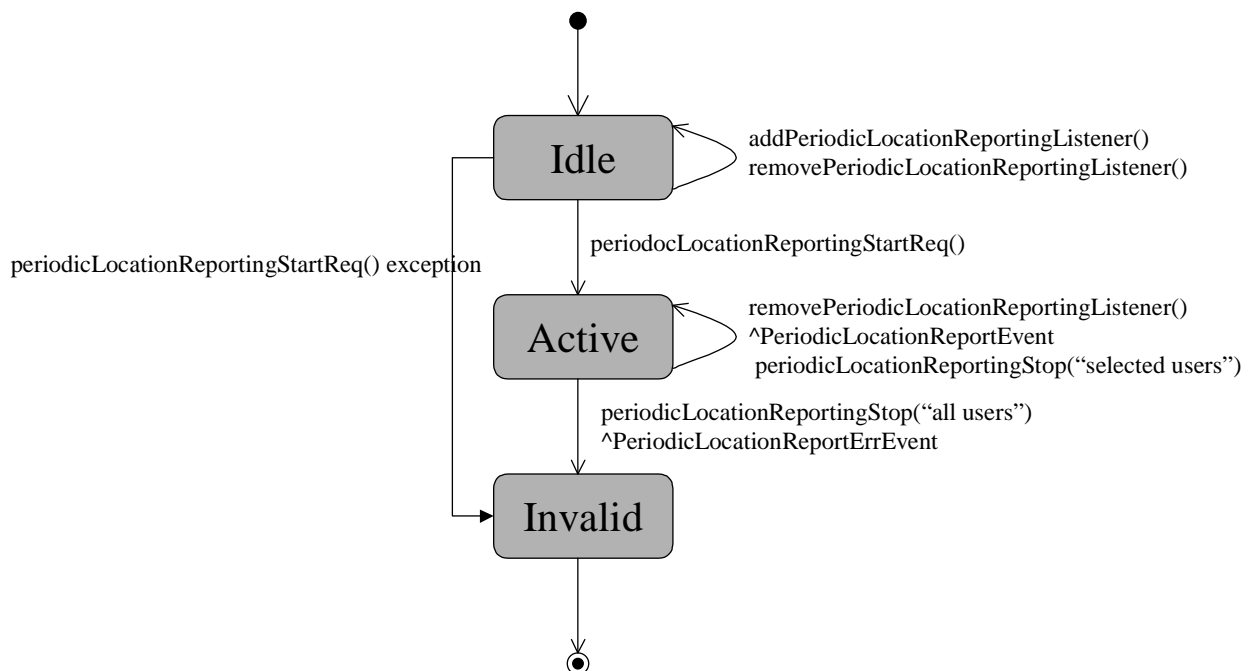 Idle
addPeriodicLocationReportingListener()
removePeriodicLocationReportingListener()
periodocLocationReportingStartReq()
periodicLocationReportingStartReq() exception
Active
removePeriodicLocationReportingListener()
^PeriodicLocationReportEvent
periodicLocationReportingStop(“selected users”)
periodicLocationReportingStop(“all users”)
^PeriodicLocationReportErrEvent
Invalid